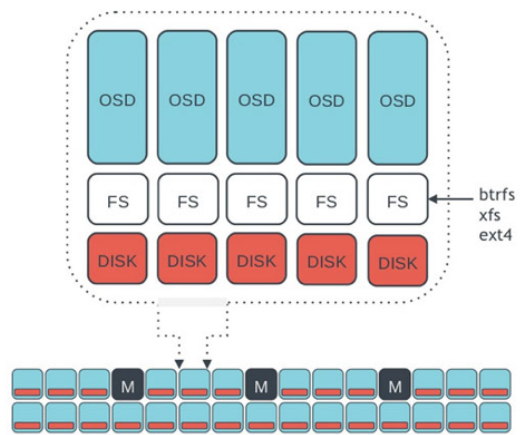 OSD OSD OSD OSD OSD
FS FS FS FS FS
btrfs
xfs
ext4
DISK DISK DISK DISK DISK
M M M